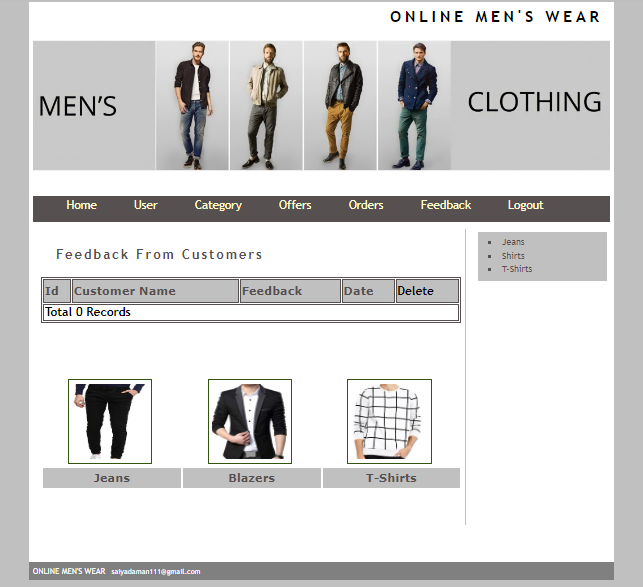 ONLINE MEN'S WEAR
MEN'S
CLOTHING
Home User Category Offers Orders Feedback Logout
Feedback From Customers
Id Customer Name Feedback Date Delete
Total 0 Records
Jeans
Shirts
T-Shirts
Jeans Blazers T-Shirts
ONLINE MEN'S WEAR saiyadaman111@gmail.com